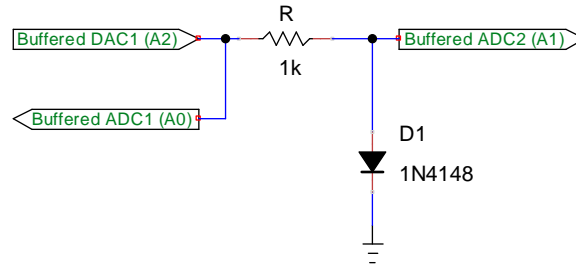 R
Buffered DAC1 (A2)
Buffered ADC2 (A1)
1k
Buffered ADC1 (A0)
D1
1N4148